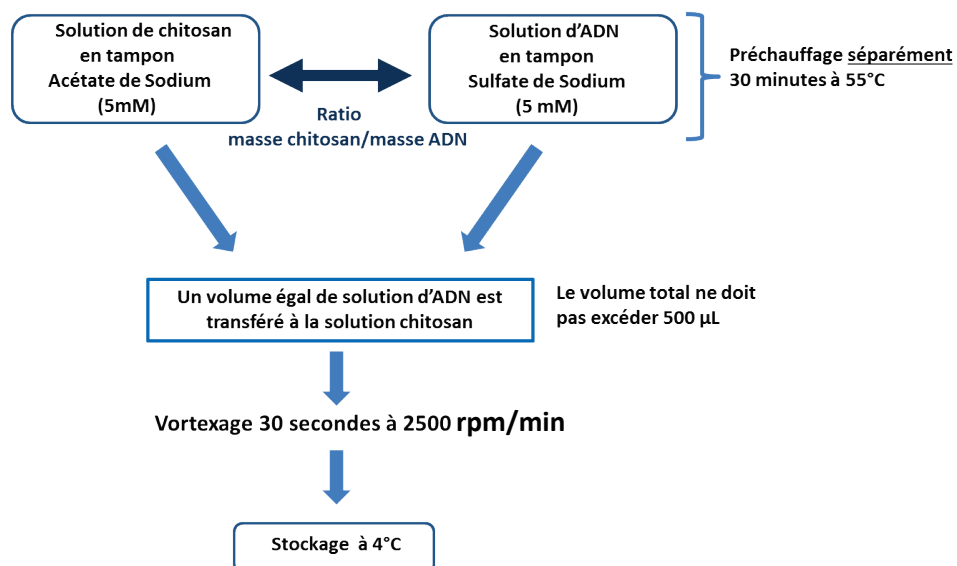 Solution de chitosan
en tampon
Acétate de Sodium
(5mM)
Solution d’ADN
en tampon
Sulfate de Sodium
(5 mM)
Préchauffage séparément
30 minutes à 55°C
Ratio
masse chitosan/masse ADN
Un volume égal de solution d’ADN est
transféré à la solution chitosan
Le volume total ne doit
pas excéder 500 µL
Vortexage 30 secondes à 2500 rpm/min
Stockage à 4°C